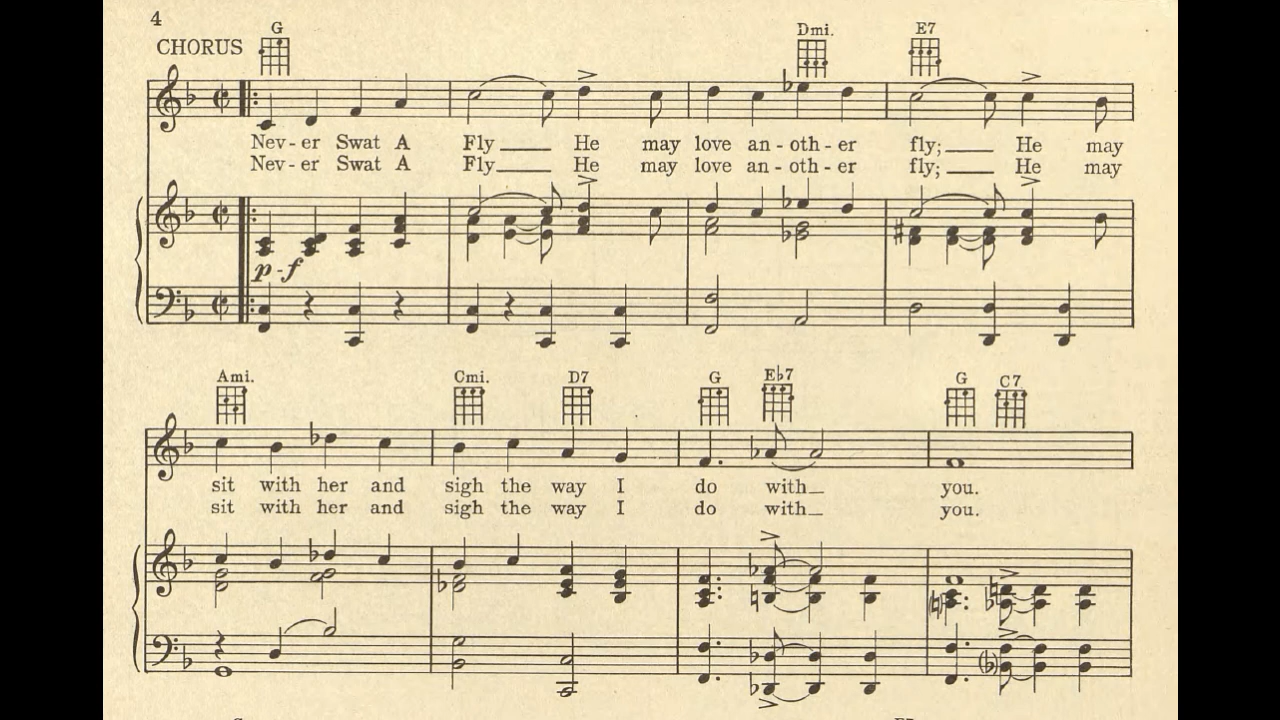 4
CHORUS G Dmi. E7
Nev-er Swat A Fly He may love an-oth-er fly; He may
Nev-er Swat A Fly He may love an-oth-er fly; He may
p-f
Ami. Cmi. D7 G Eb7 G C7
sit with her and sigh the way I do with you.
sit with her and sigh the way I do with you.